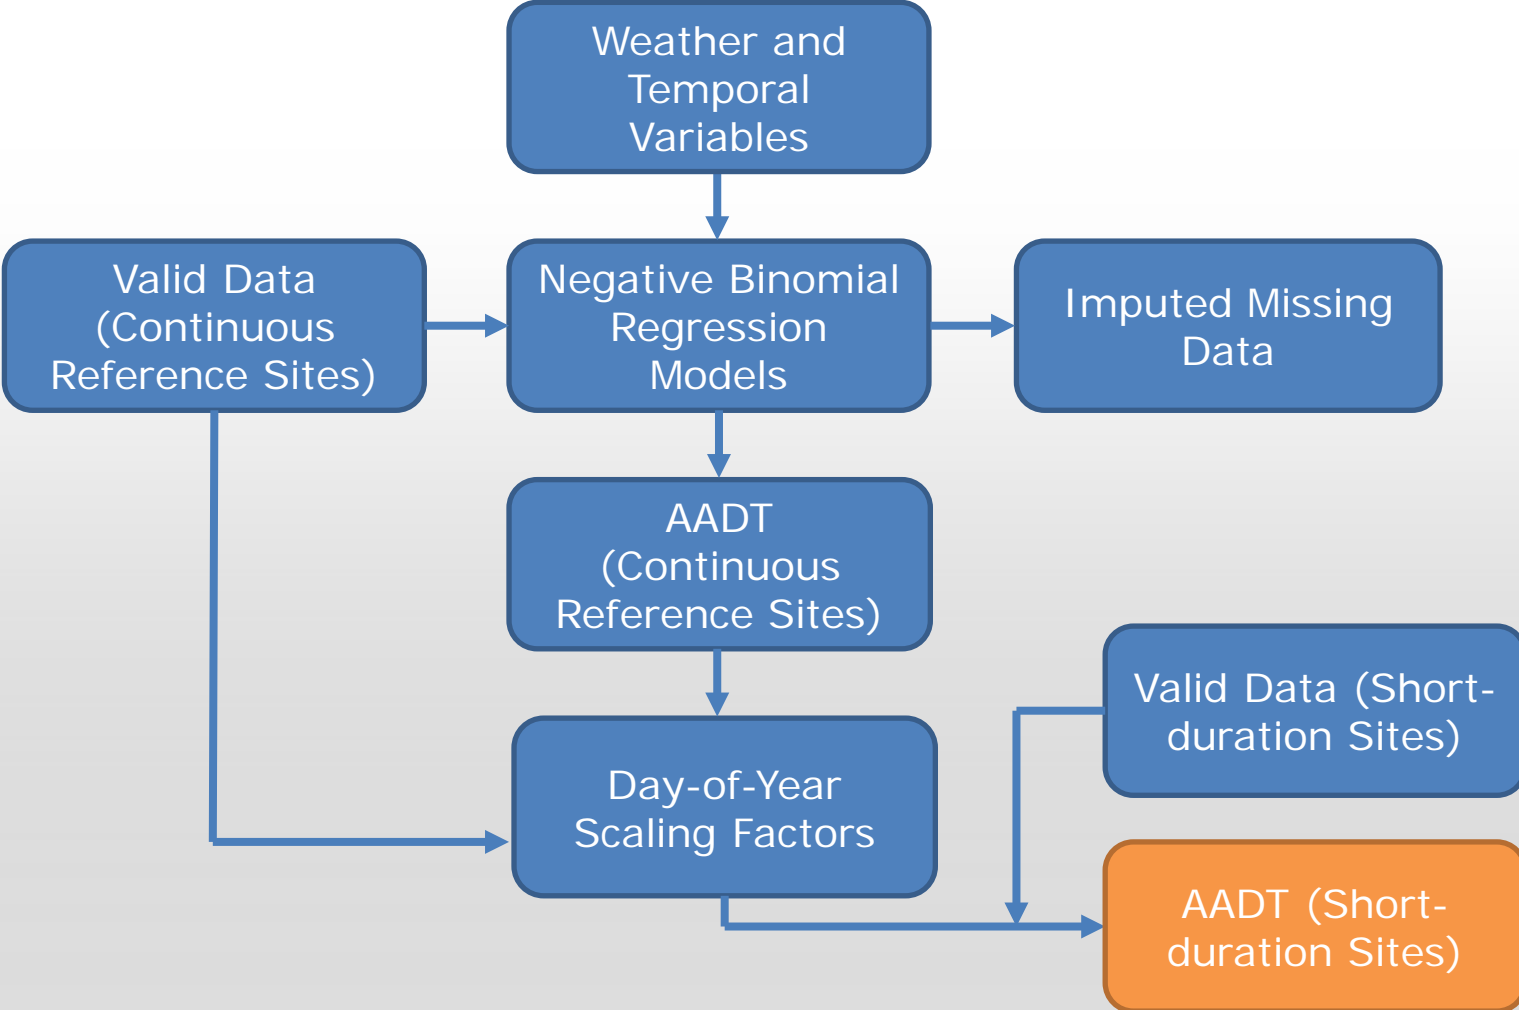 Weather and
Temporal
Variables
Valid Data
(Continuous
Reference Sites)
Negative Binomial
Regression
Models
Imputed Missing
Data
AADT
(Continuous
Reference Sites)
Valid Data (Short-
duration Sites)
Day-of-Year
Scaling Factors
AADT (Short-
duration Sites)